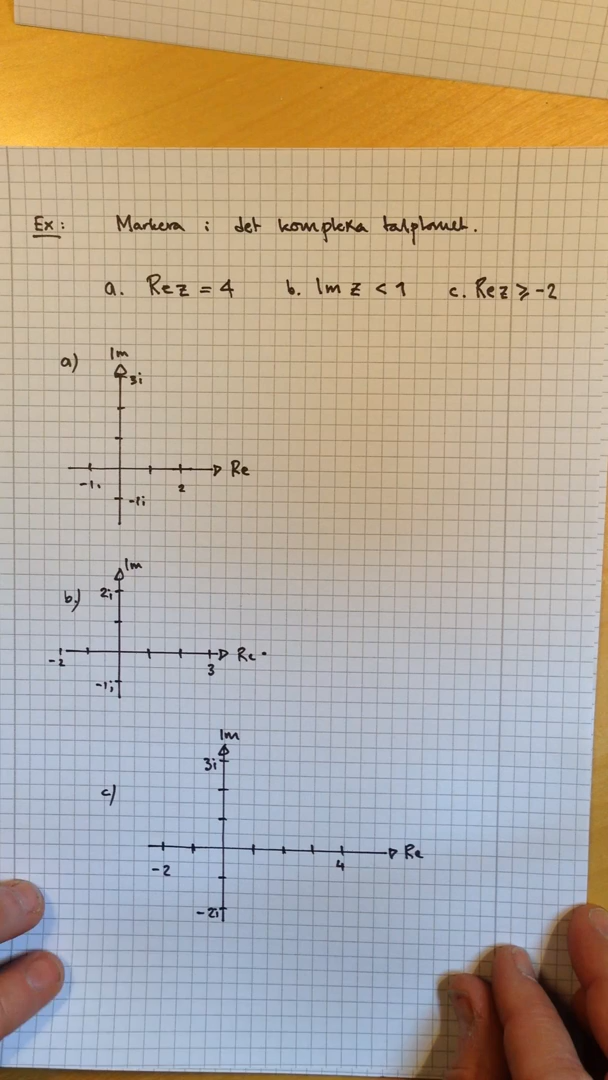 Ex: Markera i det komplexa talplanet.
a. Re z = 4 b. Im z < 1 c. Re z ⩾ -2
a)
Im
3i
Re
-1 2
-1i
b.)
Im
2i
Re
-2 3
-1i
Im
3i
c)
Re
-2 4
-2i